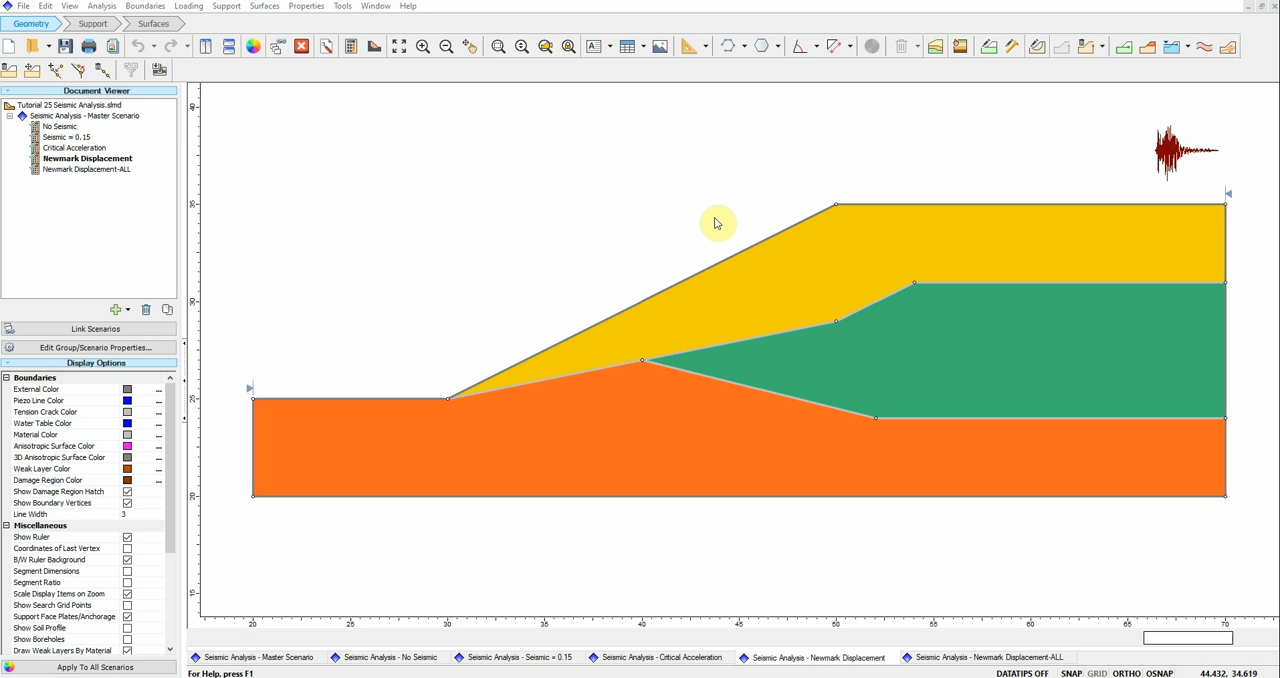 File Edit View Analysis Boundaries Loading Support Surfaces Properties Tools Window Help
Geometry Support Surfaces
Document Viewer
Tutorial 25 Seismic Analysis.slmd
Seismic Analysis - Master Scenario
No Seismic
Seismic = 0.15
Critical Acceleration
Newmark Displacement
Newmark Displacement-ALL
Link Scenarios
Edit Group/Scenario Properties...
Display Options
Boundaries
External Color ...
Piezo Line Color ...
Tension Crack Color ...
Water Table Color ...
Material Color ...
Anisotropic Surface Color ...
3D Anisotropic Surface Color ...
Weak Layer Color ...
Damage Region Color ...
Show Damage Region Hatch
Show Boundary Vertices
Line Width 3
Miscellaneous
Show Ruler
Coordinates of Last Vertex
B/W Ruler Background
Segment Dimensions
Segment Ratio
Scale Display Items on Zoom
Show Search Grid Points
Support Face Plates/Anchorage
Show Soil Profile
Show Boreholes
Draw Weak Layers By Material
Apply To All Scenarios
40
35
30
25
20
15
20 25 30 35 40 45 50 55 60 65 70
Seismic Analysis - Master Scenario Seismic Analysis - No Seismic Seismic Analysis - Seismic = 0.15 Seismic Analysis - Critical Acceleration Seismic Analysis - Newmark Displacement Seismic Analysis - Newmark Displacement-ALL
For Help, press F1 DATATIPS OFF SNAP GRID ORTHO OSNAP 44.432, 34.619